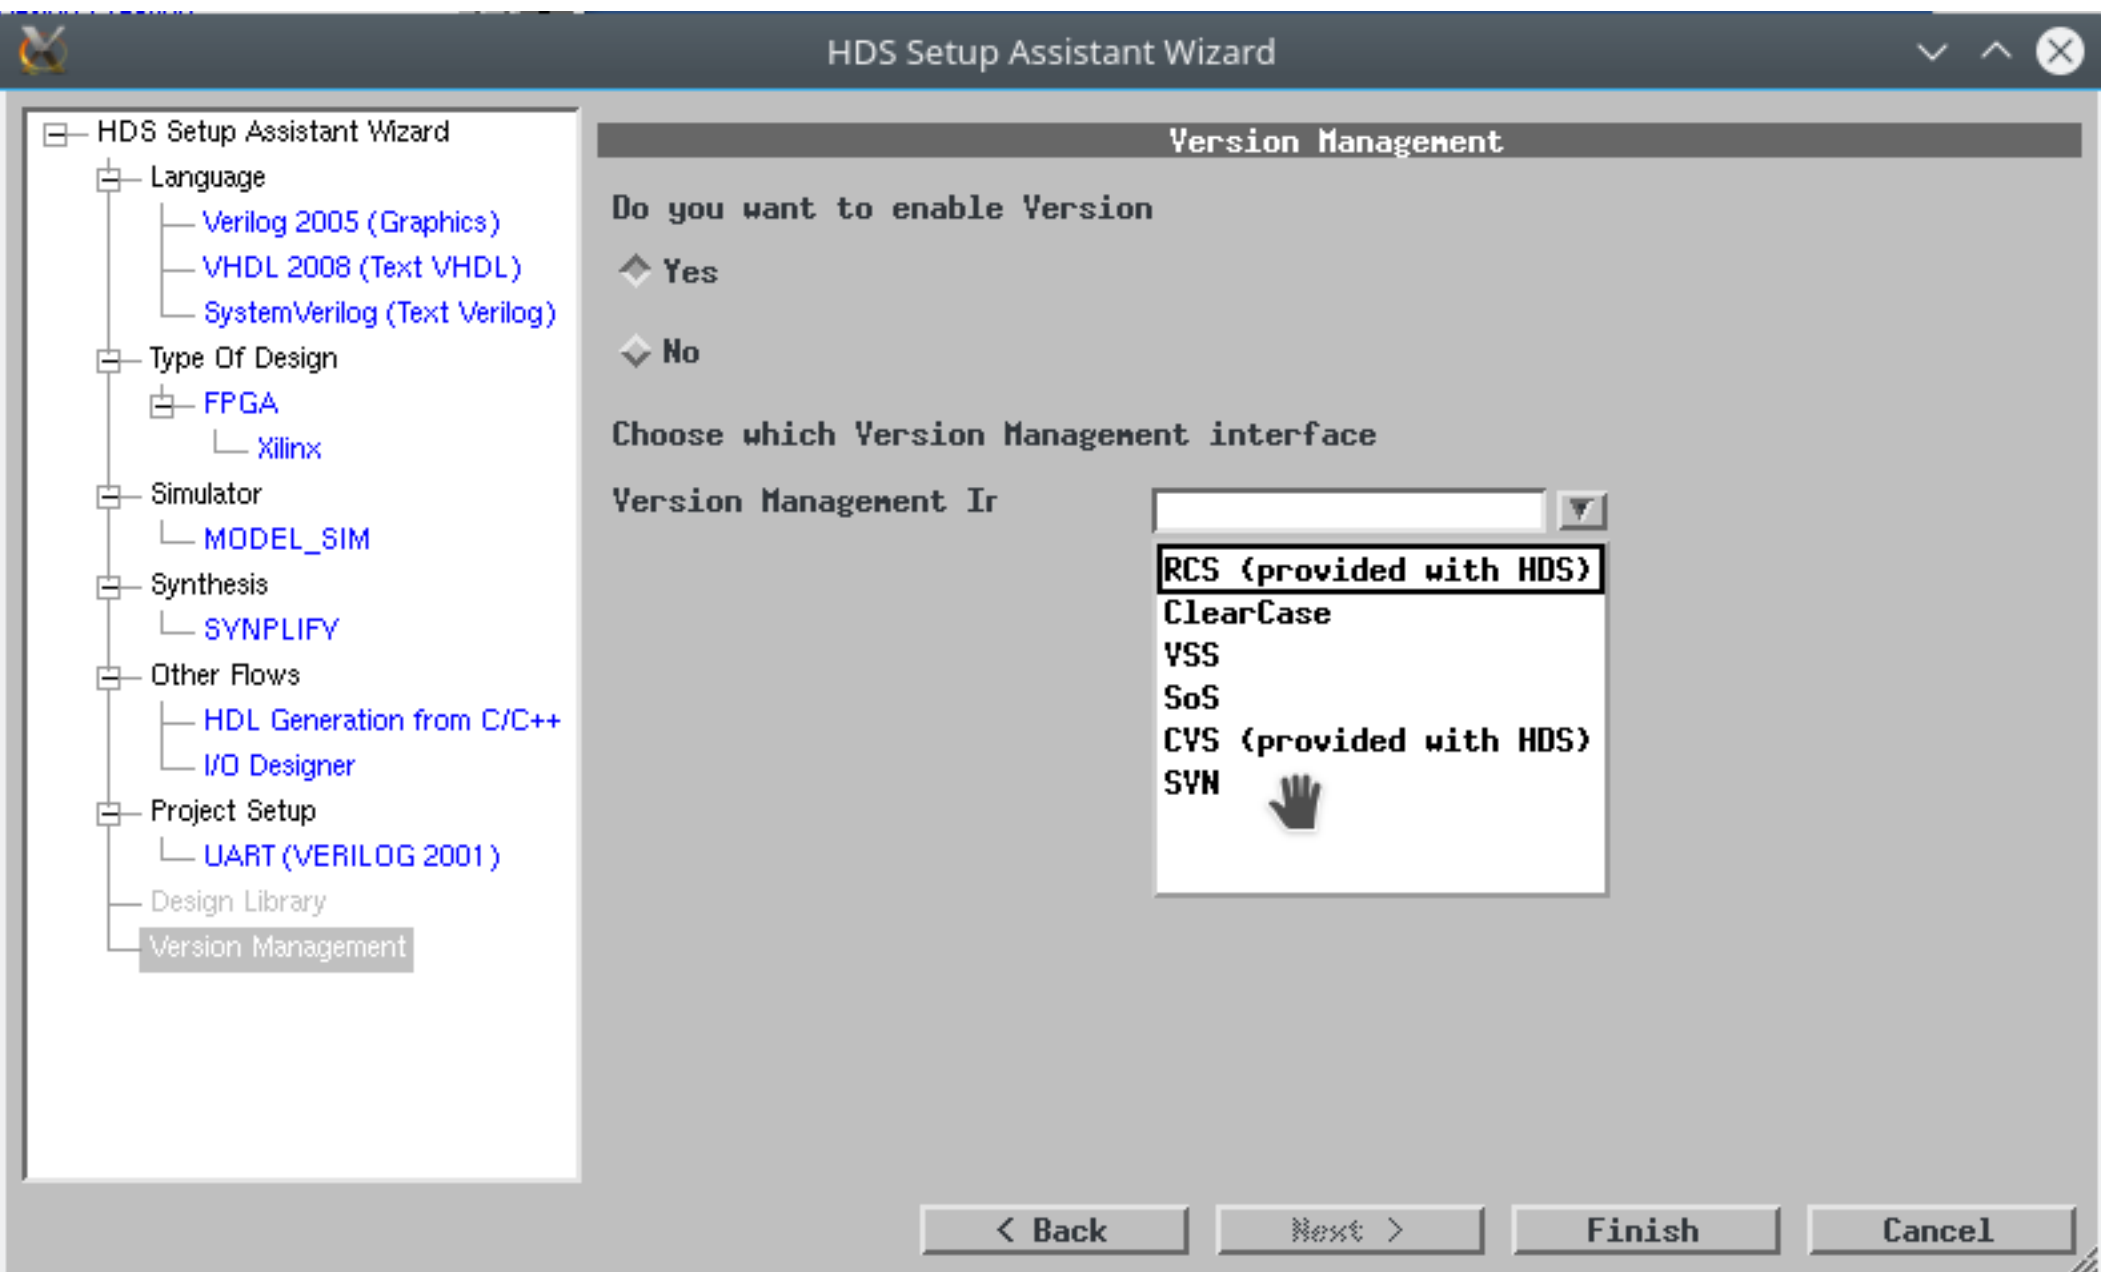 HDS Setup Assistant Wizard
HDS Setup Assistant Wizard
Language
Verilog 2005 (Graphics)
VHDL 2008 (Text VHDL)
SystemVerilog (Text Verilog)
Type Of Design
FPGA
Xilinx
Simulator
MODEL_SIM
Synthesis
SYNPLIFY
Other Flows
HDL Generation from C/C++
I/O Designer
Project Setup
UART (VERILOG 2001)
Design Library
Version Management
Version Management
Do you want to enable Version
Yes
No
Choose which Version Management interface
Version Management Ir
RCS (provided with HDS)
ClearCase
VSS
SoS
CVS (provided with HDS)
SVN
< Back
Next >
Finish
Cancel